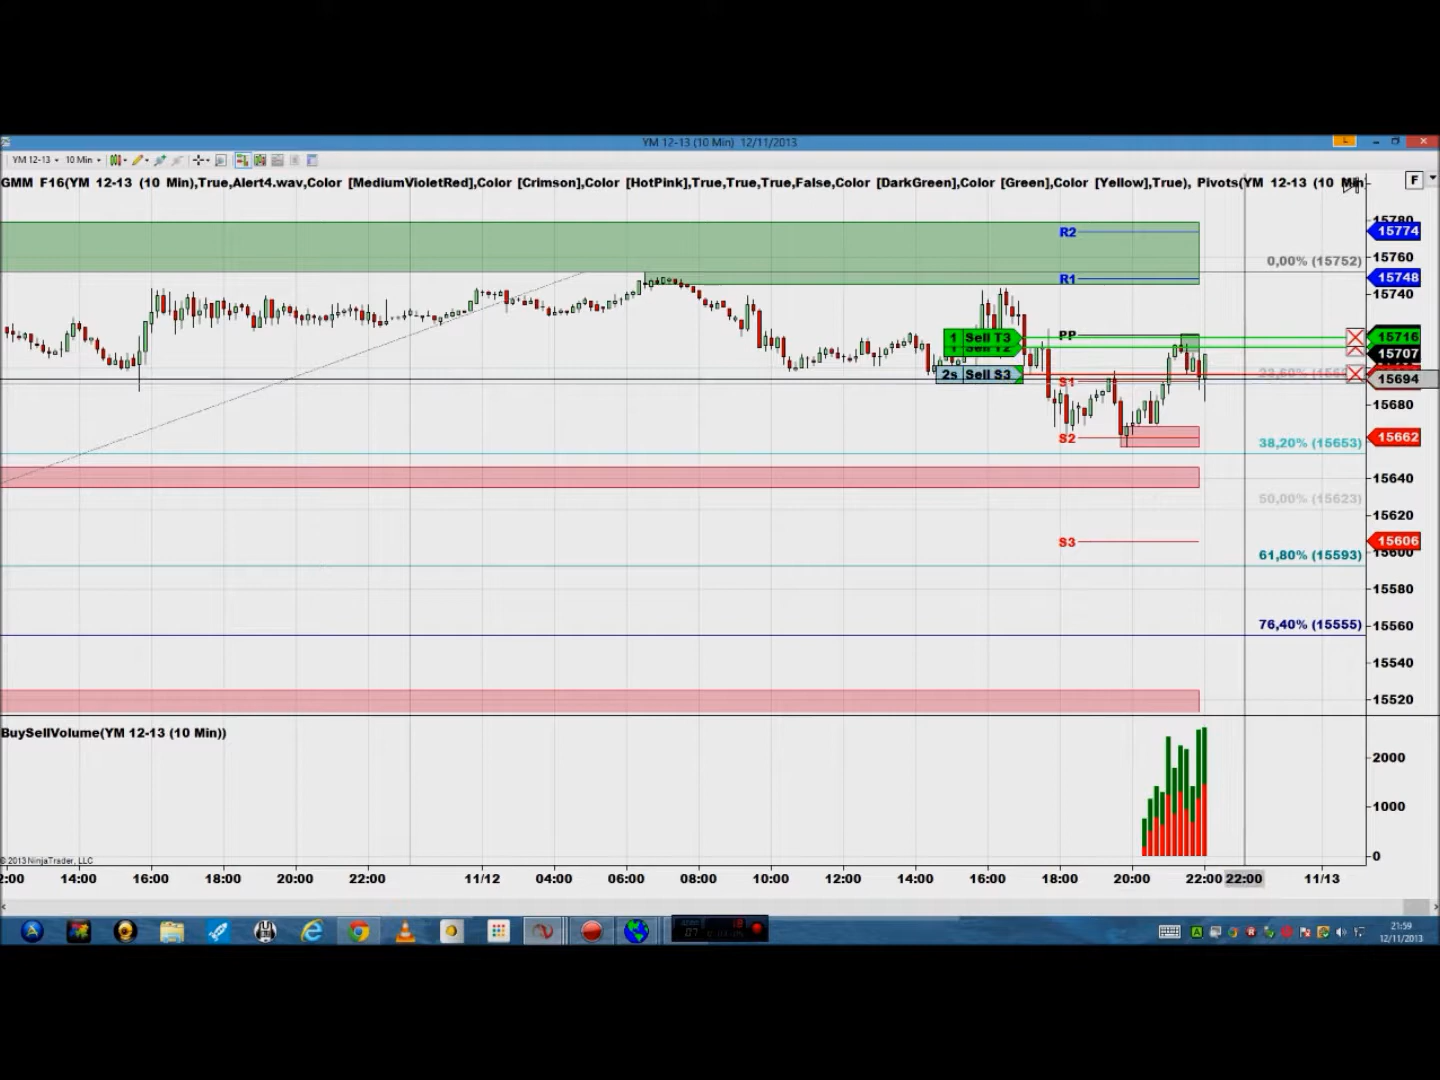 YM 12-13 (10 Min) 12/11/2013
YM 12-13 10 Min
GMM F16(YM 12-13 (10 Min),True,Alert4.wav,Color [MediumVioletRed],Color [Crimson],Color [HotPink],True,True,True,False,Color [DarkGreen],Color [Green],Color [Yellow],True), Pivots(YM 12-13 (10 Min
F
15780
R2
15774
15760
0,00% (15752)
R1
15748
15740
PP
1 Sell T3
15716
1 Sell T2
15707
2s Sell S3
S1
15694
15680
S2
15662
38,20% (15653)
15640
50,00% (15623)
15620
S3
15606
15600
61,80% (15593)
15580
76,40% (15555)
15560
15540
15520
BuySellVolume(YM 12-13 (10 Min))
2000
1000
0
© 2013 NinjaTrader, LLC
2:00 14:00 16:00 18:00 20:00 22:00 11/12 04:00 06:00 08:00 10:00 12:00 14:00 16:00 18:00 20:00 22:00 22:00 11/13
21:59
12/11/2013